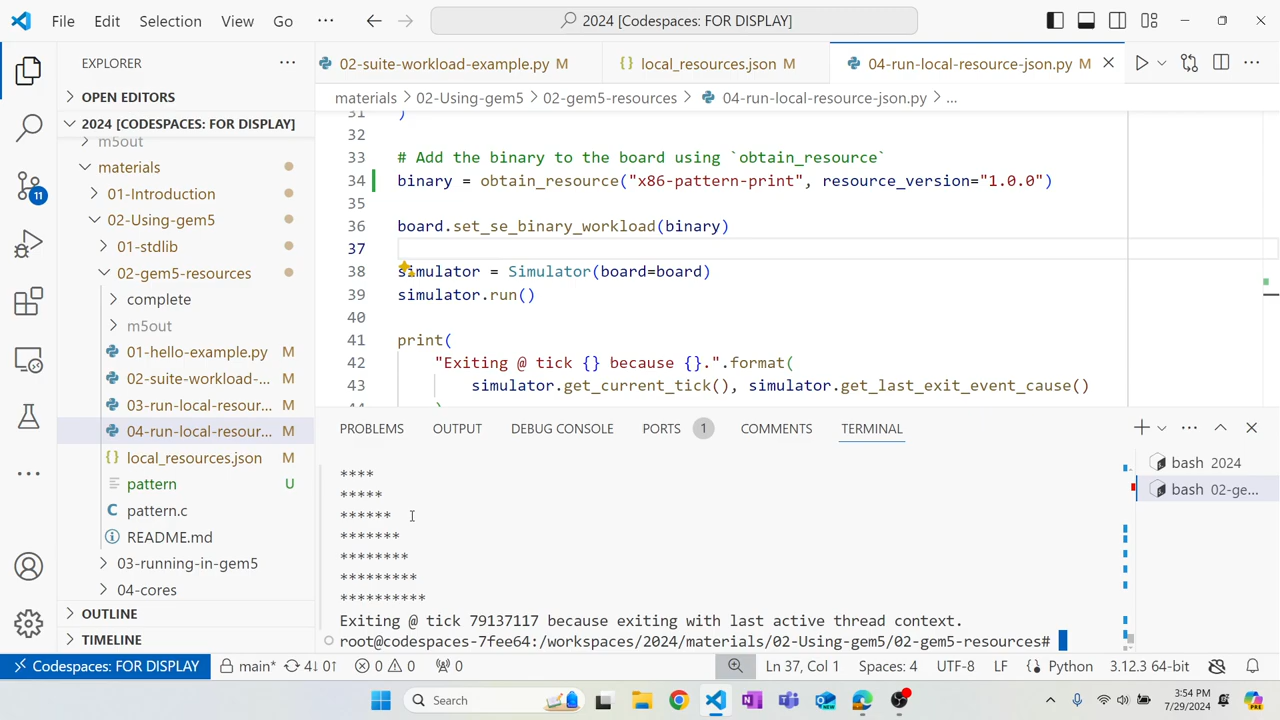 File Edit Selection View Go ··· 2024 [Codespaces: FOR DISPLAY]
EXPLORER
OPEN EDITORS
2024 [CODESPACES: FOR DISPLAY]
m5out
materials
01-Introduction
02-Using-gem5
01-stdlib
02-gem5-resources
complete
m5out
01-hello-example.py M
02-suite-workload-... M
03-run-local-resour... M
04-run-local-resour... M
local_resources.json M
pattern U
pattern.c
README.md
03-running-in-gem5
04-cores
OUTLINE
TIMELINE
11
02-suite-workload-example.py M local_resources.json M 04-run-local-resource-json.py M
materials > 02-Using-gem5 > 02-gem5-resources > 04-run-local-resource-json.py > ...
31 )
32
33 # Add the binary to the board using `obtain_resource`
34 binary = obtain_resource("x86-pattern-print", resource_version="1.0.0")
35
36 board.set_se_binary_workload(binary)
37
38 simulator = Simulator(board=board)
39 simulator.run()
40
41 print(
42 "Exiting @ tick {} because {}.".format(
43 simulator.get_current_tick(), simulator.get_last_exit_event_cause()
44 )
PROBLEMS OUTPUT DEBUG CONSOLE PORTS 1 COMMENTS TERMINAL
****
*****
******
*******
********
*********
**********
Exiting @ tick 79137117 because exiting with last active thread context.
root@codespaces-7fee64:/workspaces/2024/materials/02-Using-gem5/02-gem5-resources#
bash 2024
bash 02-ge...
Codespaces: FOR DISPLAY main* 4↓ 0↑ 0 0 0 Ln 37, Col 1 Spaces: 4 UTF-8 LF Python 3.12.3 64-bit
Search
3:54 PM
7/29/2024